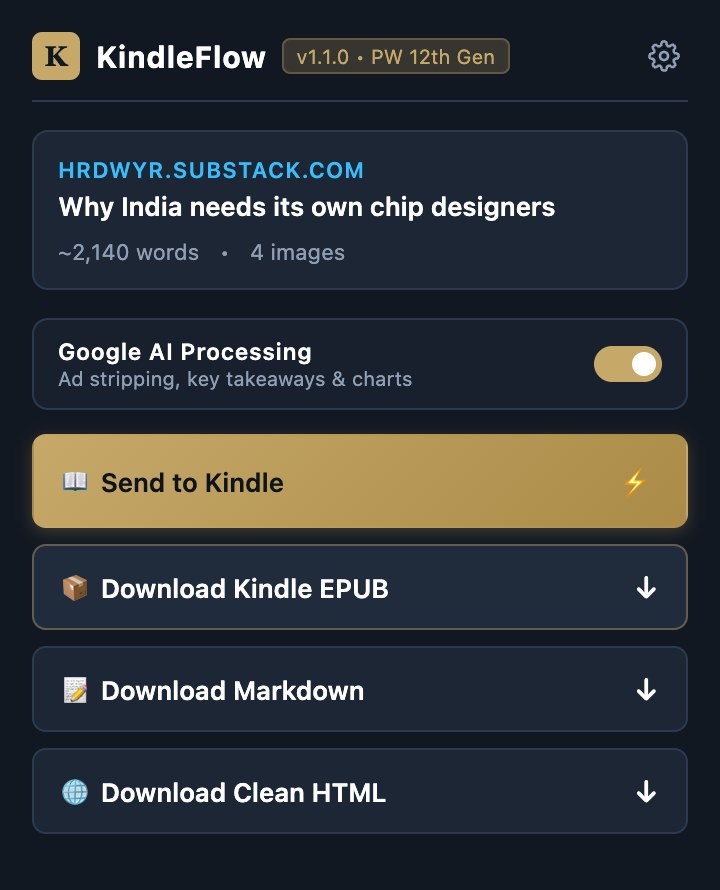 K
KindleFlow
v1.1.0 • PW 12th Gen
HRDWYR.SUBSTACK.COM
Why India needs its own chip designers
~2,140 words • 4 images
Google AI Processing
Ad stripping, key takeaways & charts
Send to Kindle
Download Kindle EPUB
Download Markdown
Download Clean HTML